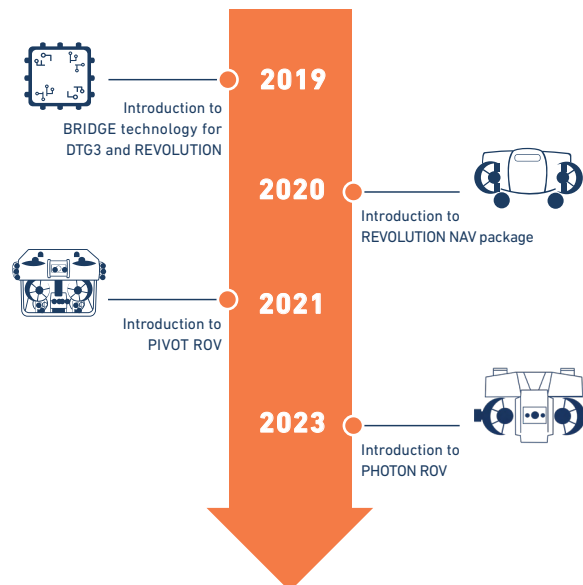 2019
Introduction to
BRIDGE technology for
DTG3 and REVOLUTION
2020
Introduction to
REVOLUTION NAV package
2021
Introduction to
PIVOT ROV
2023
Introduction to
PHOTON ROV